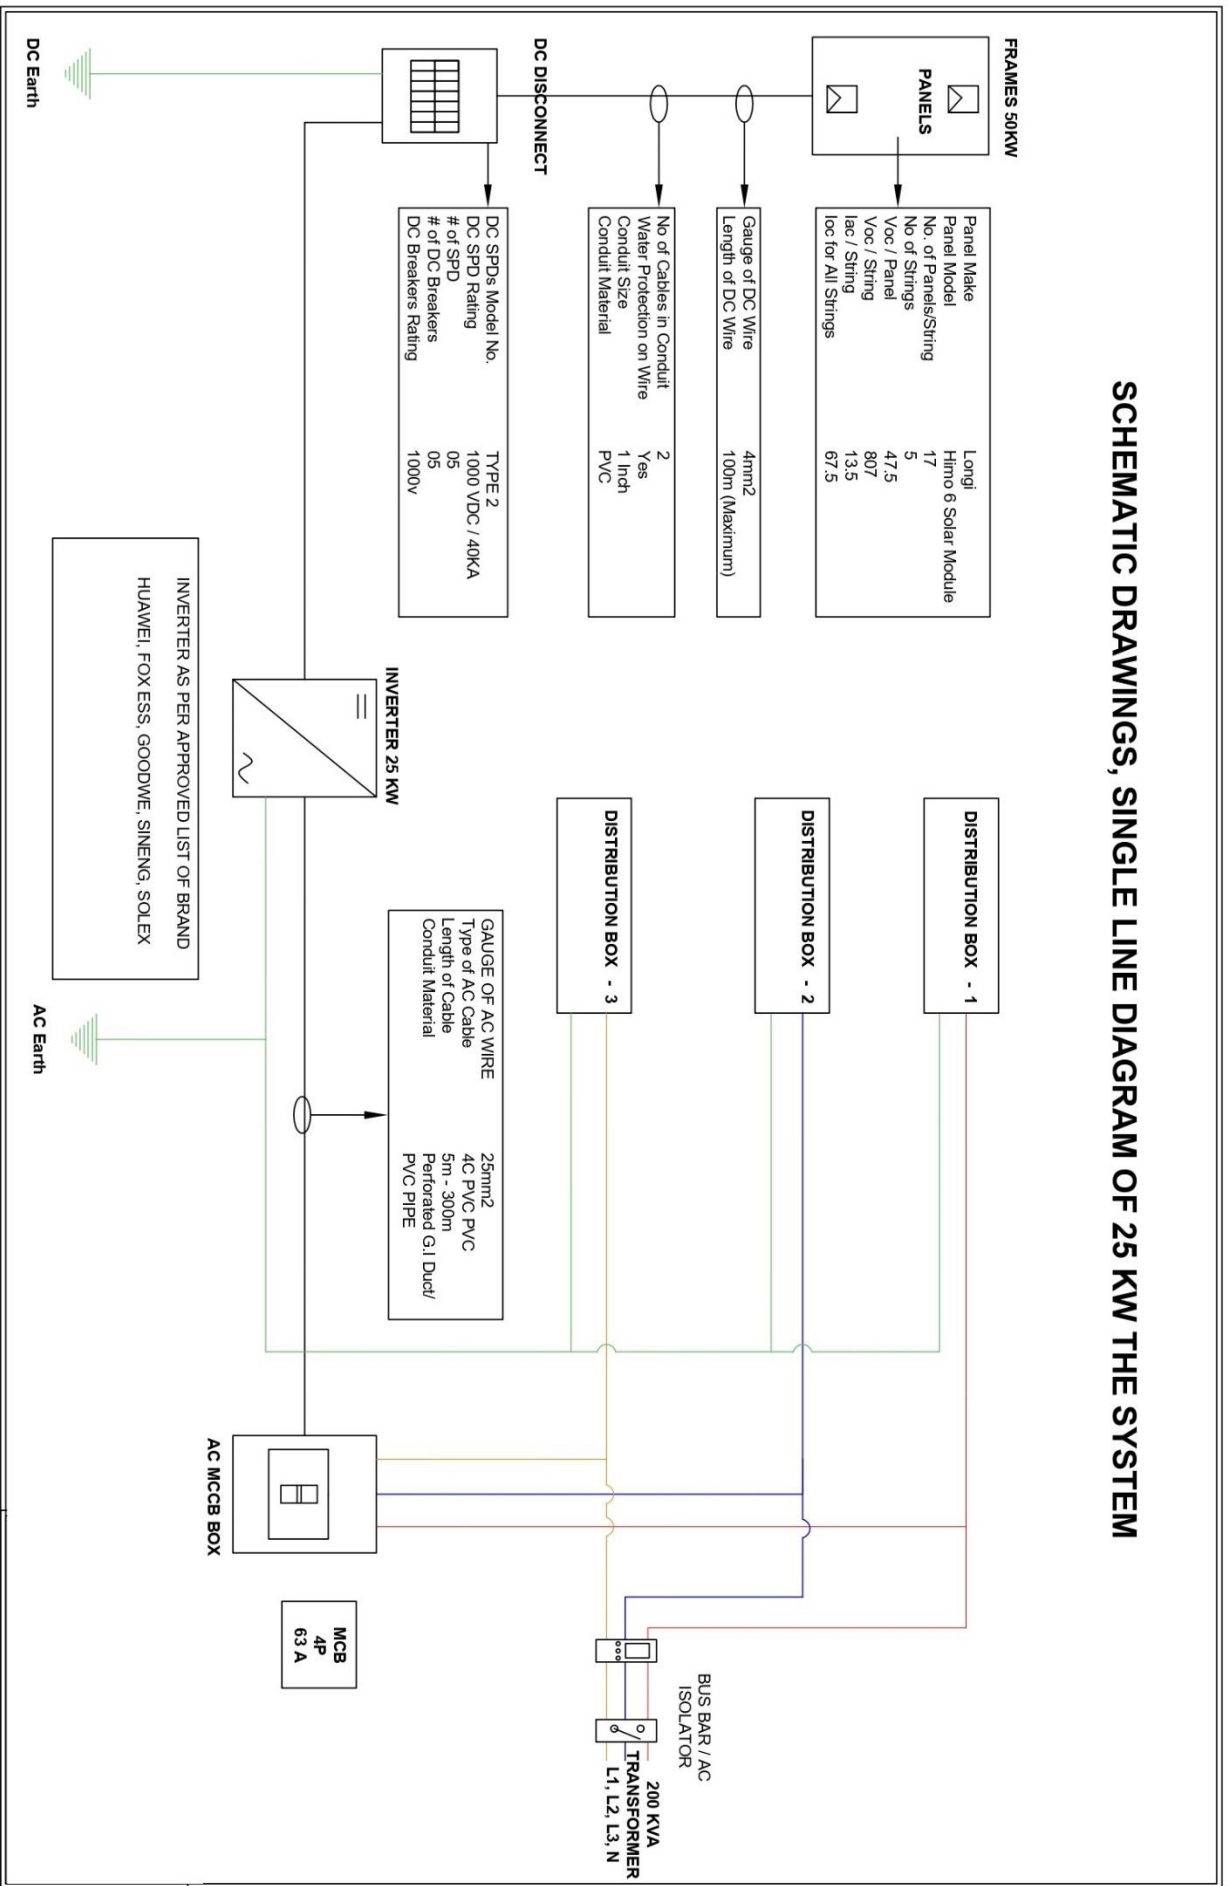 SCHEMATIC DRAWINGS, SINGLE LINE DIAGRAM OF 25 KW THE SYSTEM
FRAMES 50KW
PANELS
Panel Make Longi
Panel Model Himo 6 Solar Module
No. of Panels/String 17
No of Strings 5
Voc / Panel 47.5
Voc / String 807
Iac / String 13.5
Ioc for All Strings 67.5
Gauge of DC Wire 4mm2
Length of DC Wire 100m (Maximum)
No of Cables in Conduit 2
Water Protection on Wire Yes
Conduit Size 1 Inch
Conduit Material PVC
DC DISCONNECT
DC SPDs Model No. TYPE 2
DC SPD Rating 1000 VDC / 40KA
# of SPD 05
# of DC Breakers 05
DC Breakers Rating 1000v
DC Earth
DISTRIBUTION BOX - 1
DISTRIBUTION BOX - 2
DISTRIBUTION BOX - 3
INVERTER 25 KW
GAUGE OF AC WIRE 25mm2
Type of AC Cable 4C PVC PVC
Length of Cable 5m - 300m
Conduit Material Perforated G.I Duct/
PVC PIPE
INVERTER AS PER APPROVED LIST OF BRAND
HUAWEI, FOX ESS, GOODWE, SINENG, SOLEX
AC Earth
AC MCCB BOX
MCB
4P
63 A
BUS BAR / AC
ISOLATOR
200 KVA
TRANSFORMER
L1, L2, L3, N